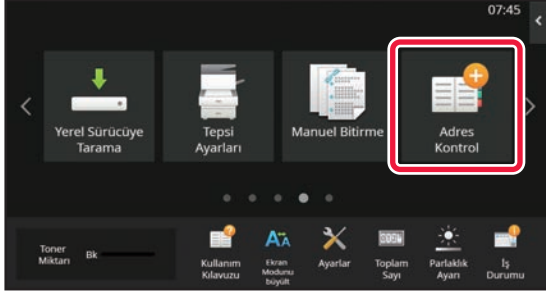 07:45
Yerel Sürücüye
Tarama
Tepsi
Ayarları
Manuel Bitirme
Adres
Kontrol
Toner
Miktarı
Bk
Kullanım
Kılavuzu
Ekran
Modunu
büyült
Ayarlar
Toplam
Sayı
Parlaklık
Ayarı
İş
Durumu